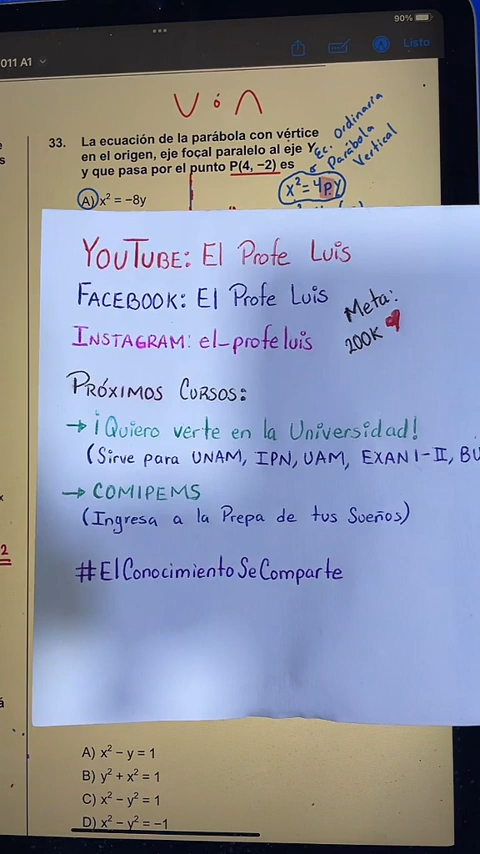 90%
011 A1
Listo
V ó Λ
33. La ecuación de la parábola con vértice
en el origen, eje focal paralelo al eje Y,
y que pasa por el punto P(4, −2) es
Ec. Ordinaria
Parábola
Vertical
x² = 4py
A) x² = −8y
YOUTUBE: El Profe Luis
FACEBOOK: El Profe Luis
INSTAGRAM: el_profeluis
Meta:
200K
PRÓXIMOS CURSOS:
→ ¡Quiero verte en la Universidad!
(Sirve para UNAM, IPN, UAM, EXANI-II, BU
→ COMIPEMS
(Ingresa a la Prepa de tus Sueños)
#ElConocimientoSeComparte
2
A) x² − y = 1
B) y² + x² = 1
C) x² − y² = 1
D) x² − y² = −1